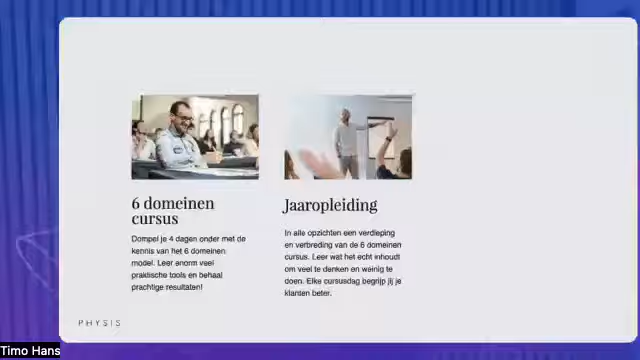 6 domeinen
cursus
Dompel je 4 dagen onder met de
kennis van het 6 domeinen
model. Leer enorm veel
praktische tools en behaal
prachtige resultaten!
Jaaropleiding
In alle opzichten een verdieping
en verbreding van de 6 domeinen
cursus. Leer wat het echt inhoudt
om veel te denken en weinig te
doen. Elke cursusdag begrijp jij je
klanten beter.
PHYSIS
Timo Hans